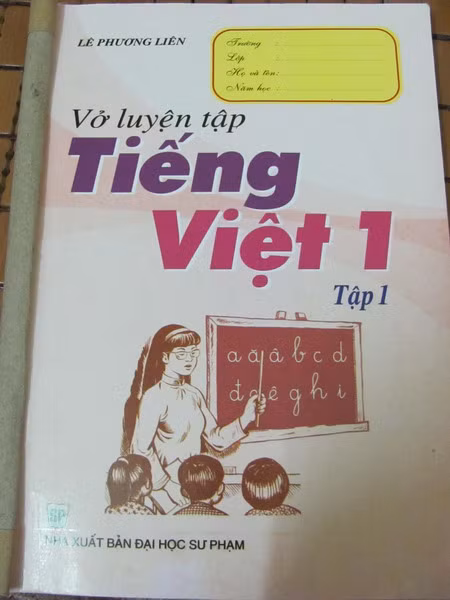 LÊ PHƯƠNG LIÊN
Trường :
Lớp :
Họ và tên:
Năm học :
Vở luyện tập
Tiếng
Việt 1
Tập 1
a ă â b c d
đ e ê g h i
SP
NHÀ XUẤT BẢN ĐẠI HỌC SƯ PHẠM